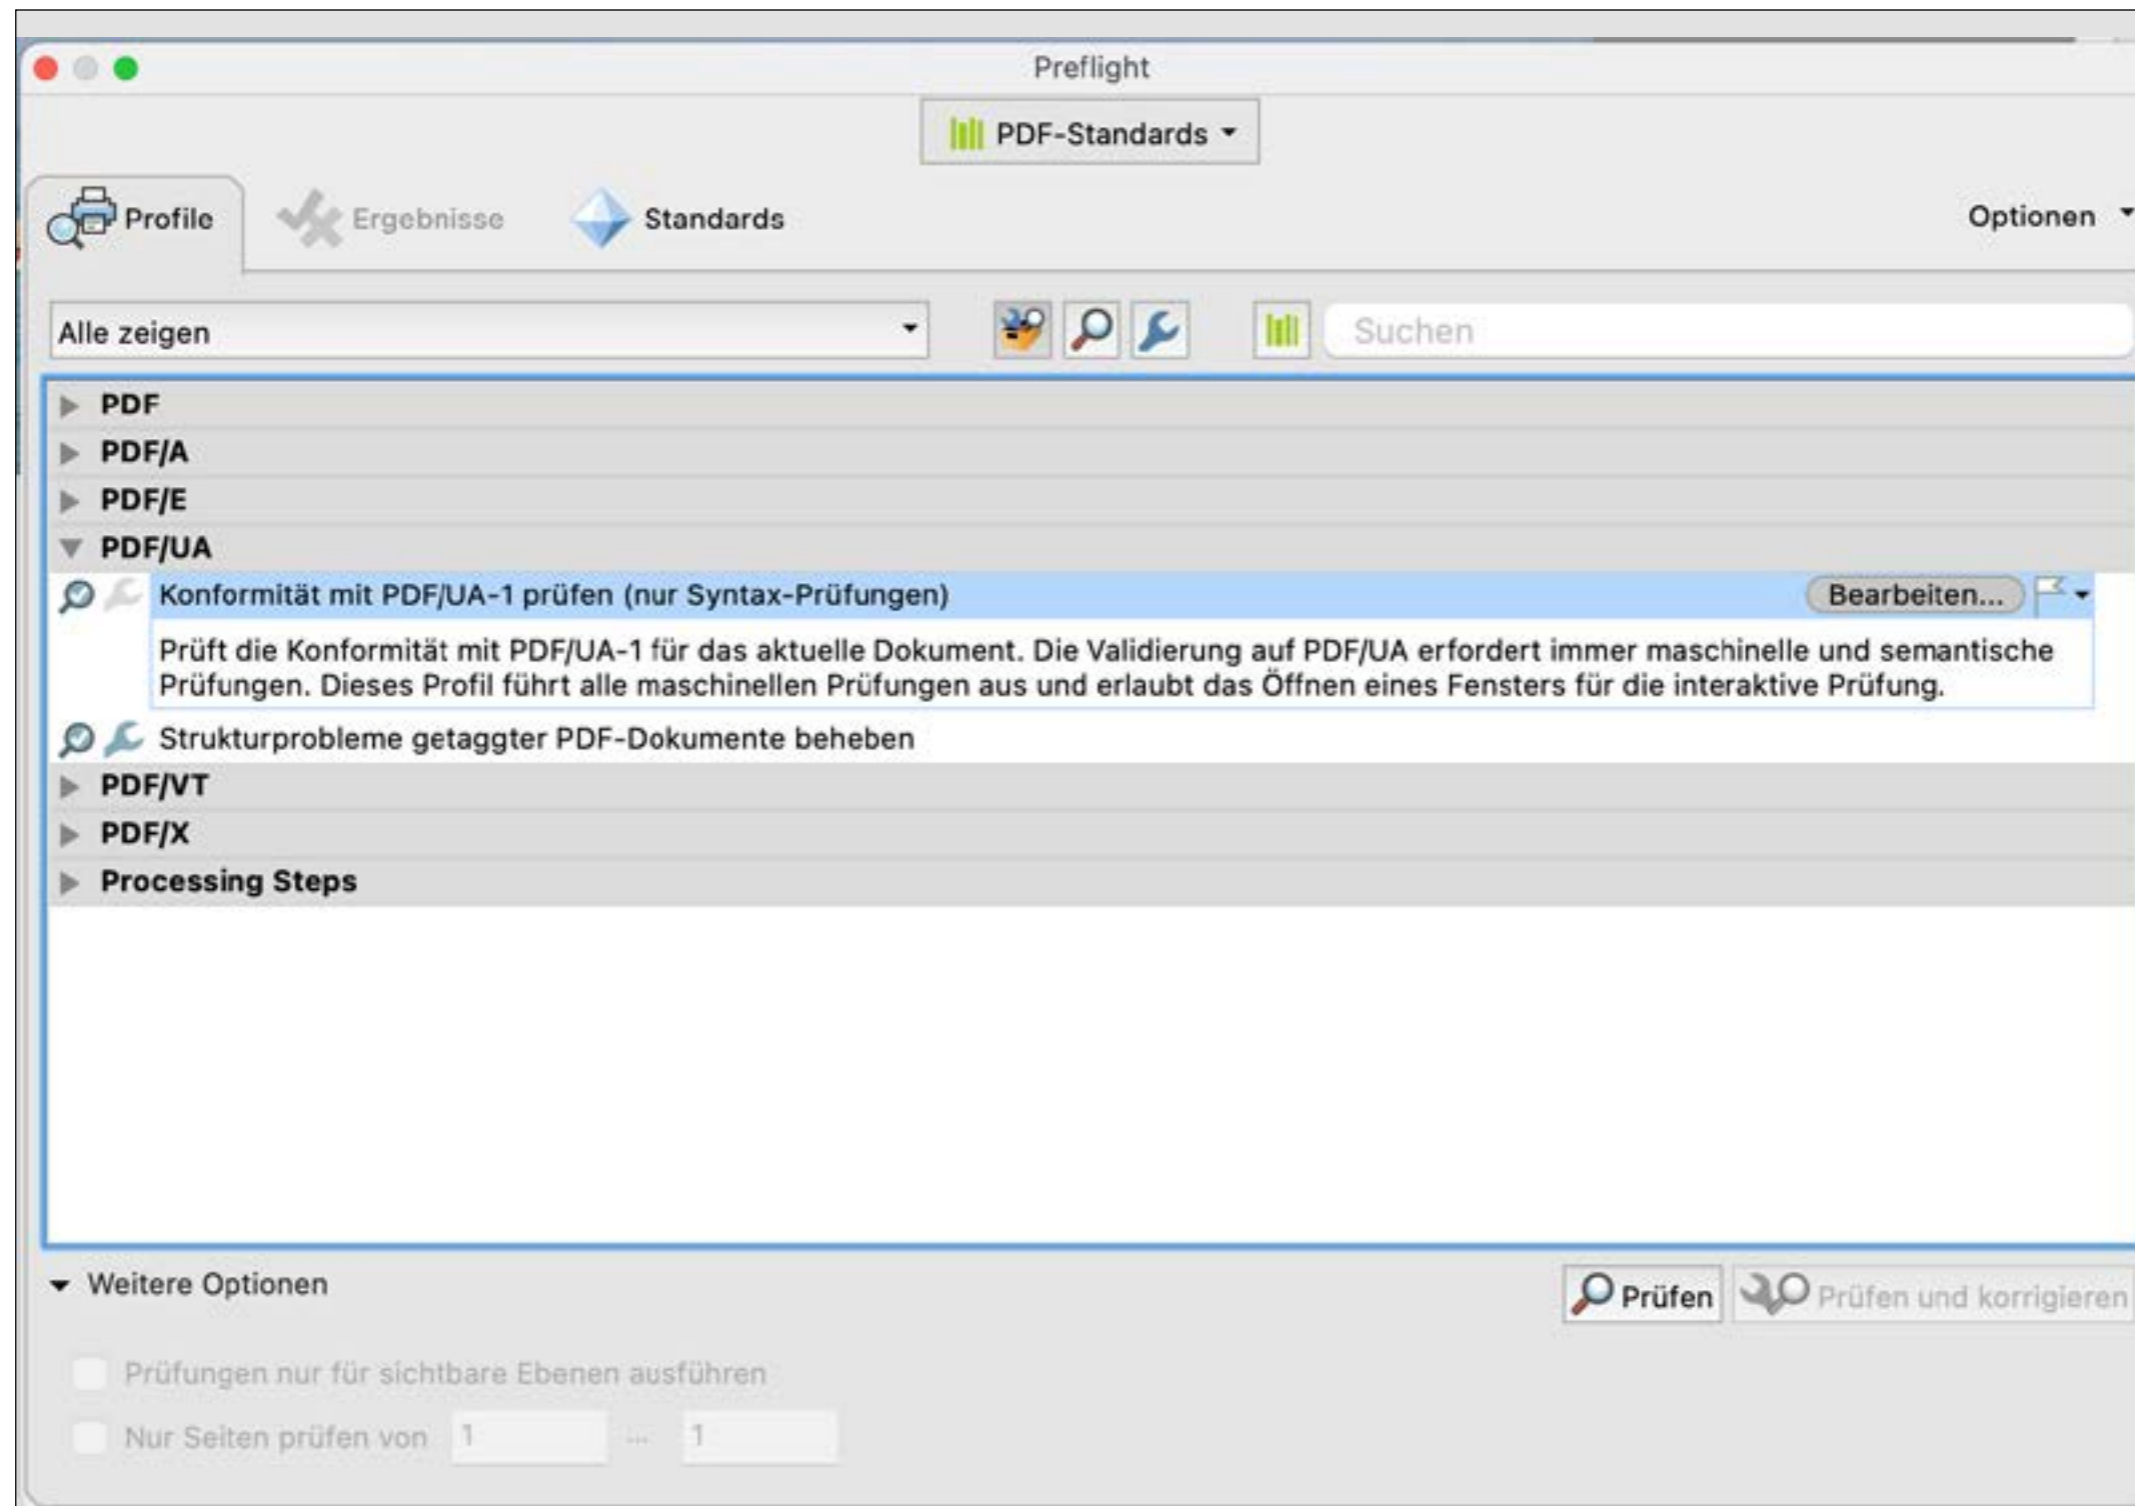 Preflight
PDF-Standards
Profile
Ergebnisse
Standards
Optionen
Alle zeigen
Suchen
PDF
PDF/A
PDF/E
PDF/UA
Konformität mit PDF/UA-1 prüfen (nur Syntax-Prüfungen)
Bearbeiten...
Prüft die Konformität mit PDF/UA-1 für das aktuelle Dokument. Die Validierung auf PDF/UA erfordert immer maschinelle und semantische
Prüfungen. Dieses Profil führt alle maschinellen Prüfungen aus und erlaubt das Öffnen eines Fensters für die interaktive Prüfung.
Strukturprobleme getaggter PDF-Dokumente beheben
PDF/VT
PDF/X
Processing Steps
Weitere Optionen
Prüfen
Prüfen und korrigieren
Prüfungen nur für sichtbare Ebenen ausführen
Nur Seiten prüfen von 1 ... 1